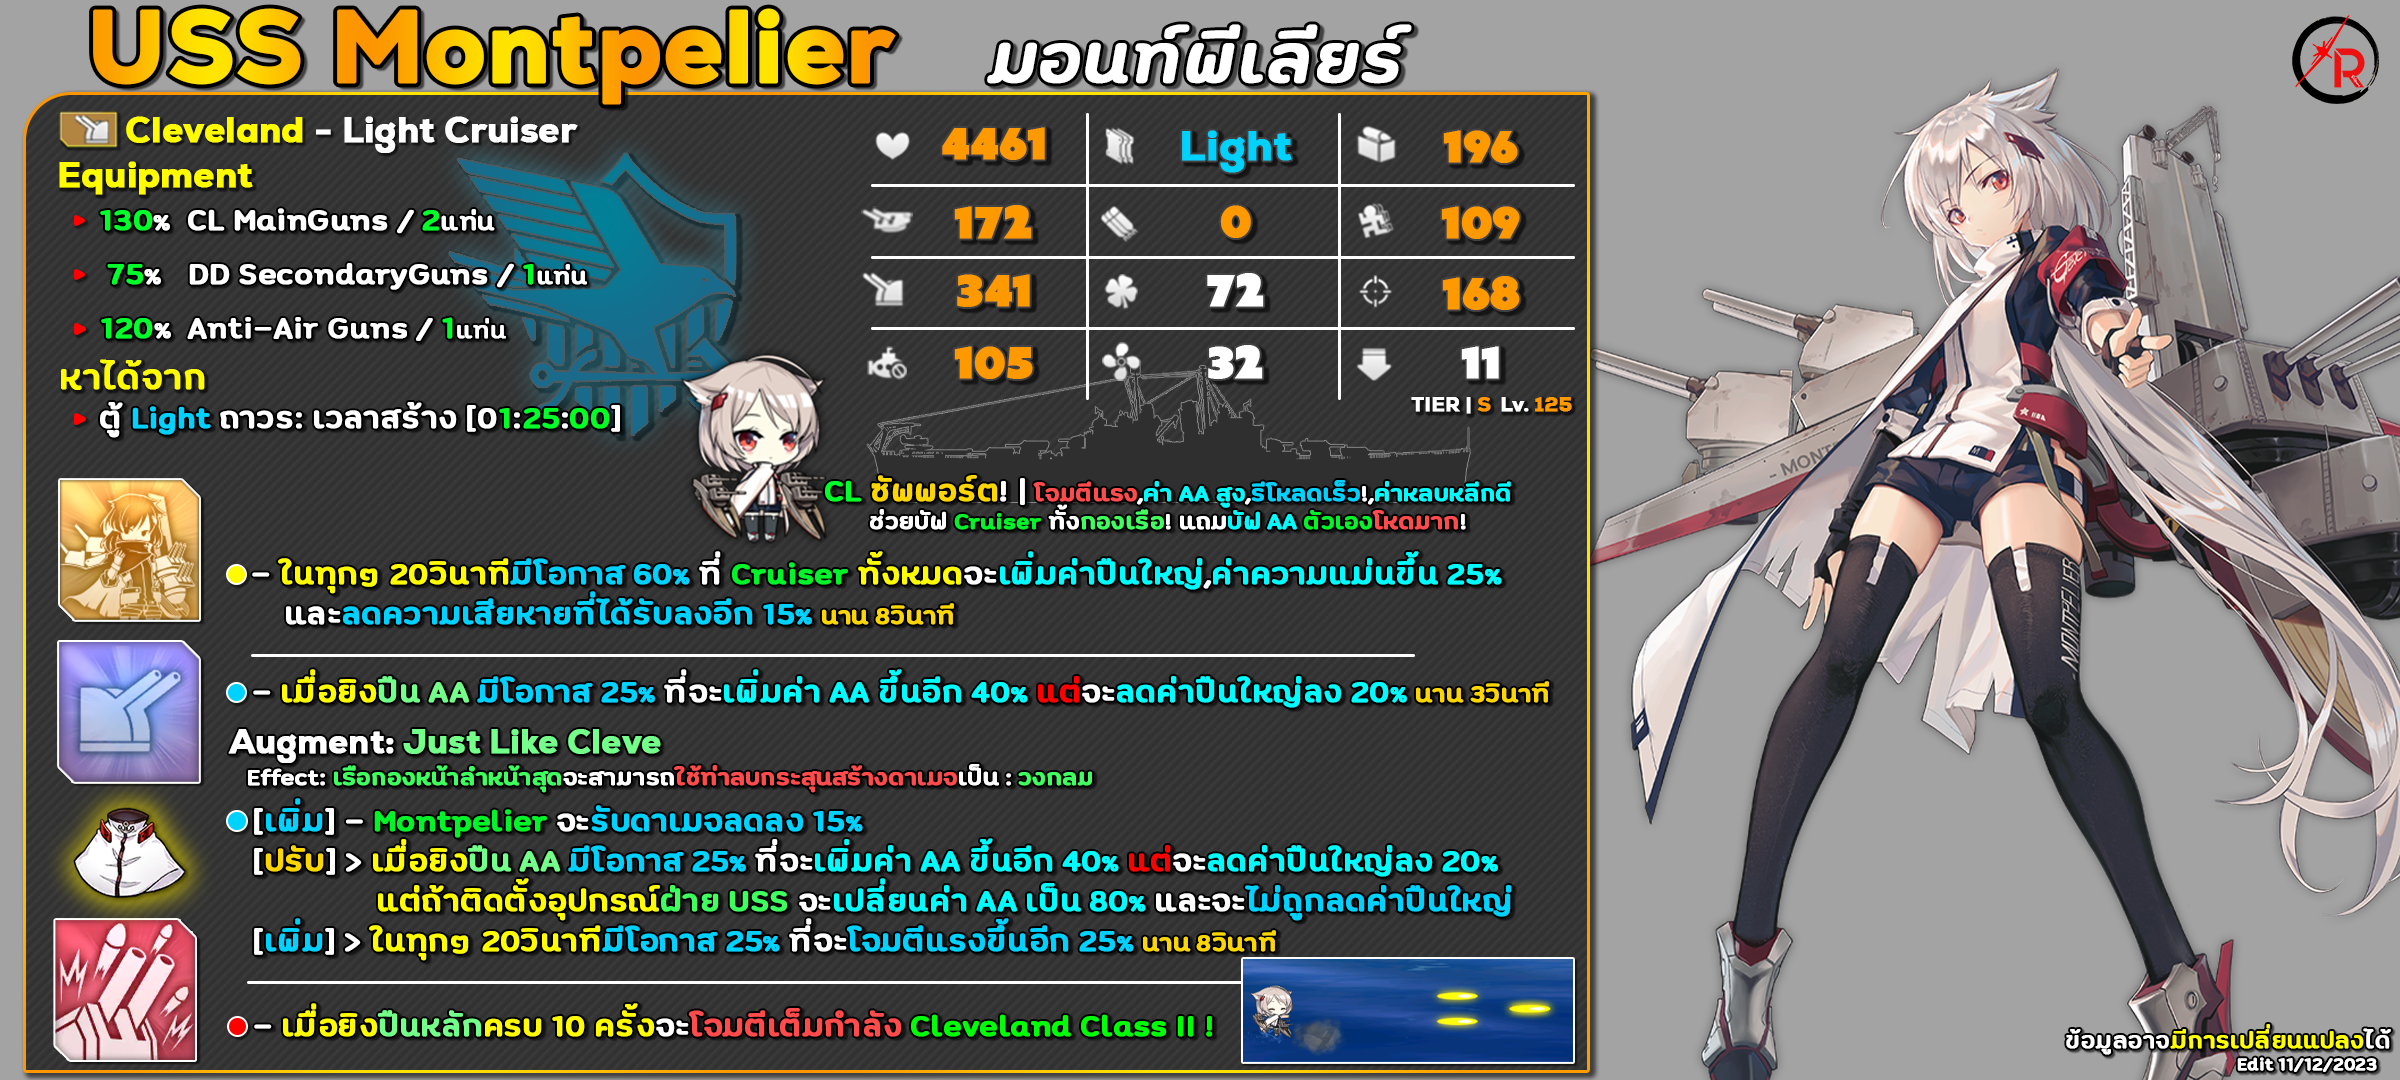 USS Montpelier มอนท์พีเลียร์
R
Cleveland - Light Cruiser
Equipment
130% CL MainGuns / 2แท่น
75% DD SecondaryGuns / 1แท่น
120% Anti-Air Guns / 1แท่น
หาได้จาก
ตู้ Light ถาวร: เวลาสร้าง [01:25:00]
4461 Light 196
172 0 109
341 72 168
105 32 11
TIER | S Lv. 125
CL ซัพพอร์ต! | โจมตีแรง,ค่า AA สูง,รีโหลดเร็ว!,ค่าหลบหลีกดี
ช่วยบัฟ Cruiser ทั้งกองเรือ! แถมบัฟ AA ตัวเองโหดมาก!
- ในทุกๆ 20วินาทีมีโอกาส 60% ที่ Cruiser ทั้งหมดจะเพิ่มค่าปืนใหญ่,ค่าความแม่นขึ้น 25%
และลดความเสียหายที่ได้รับลงอีก 15% นาน 8วินาที
- เมื่อยิงปืน AA มีโอกาส 25% ที่จะเพิ่มค่า AA ขึ้นอีก 40% แต่จะลดค่าปืนใหญ่ลง 20% นาน 3วินาที
Augment: Just Like Cleve
Effect: เรือกองหน้าลำหน้าสุดจะสามารถใช้ท่าลบกระสุนสร้างดาเมจเป็น : วงกลม
[เพิ่ม] - Montpelier จะรับดาเมจลดลง 15%
[ปรับ] > เมื่อยิงปืน AA มีโอกาส 25% ที่จะเพิ่มค่า AA ขึ้นอีก 40% แต่จะลดค่าปืนใหญ่ลง 20%
แต่ถ้าติดตั้งอุปกรณ์ฝ่าย USS จะเปลี่ยนค่า AA เป็น 80% และจะไม่ถูกลดค่าปืนใหญ่
[เพิ่ม] > ในทุกๆ 20วินาทีมีโอกาส 25% ที่จะโจมตีแรงขึ้นอีก 25% นาน 8วินาที
- เมื่อยิงปืนหลักครบ 10 ครั้งจะโจมตีเต็มกำลัง Cleveland Class II !
MONTPELIER
ข้อมูลอาจมีการเปลี่ยนแปลงได้
Edit 11/12/2023